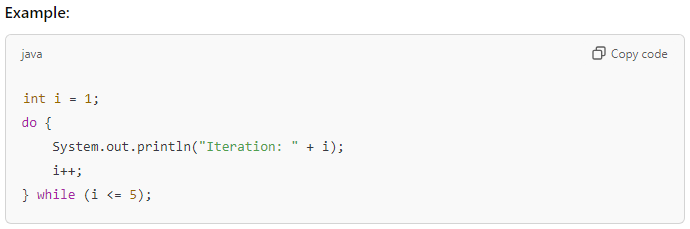 Example:
java
Copy code
int i = 1;
do {
    System.out.println("Iteration: " + i);
    i++;
} while (i <= 5);